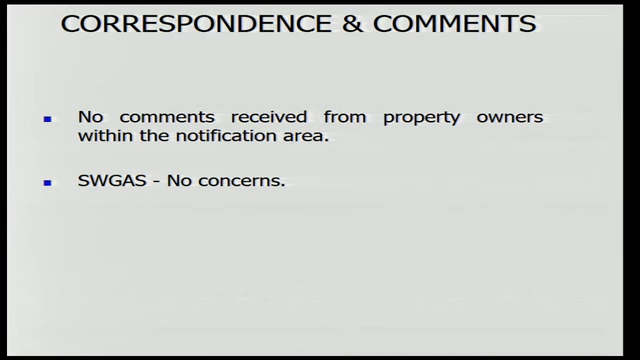 CORRESPONDENCE & COMMENTS
No comments received from property owners
within the notification area.
SWGAS - No concerns.